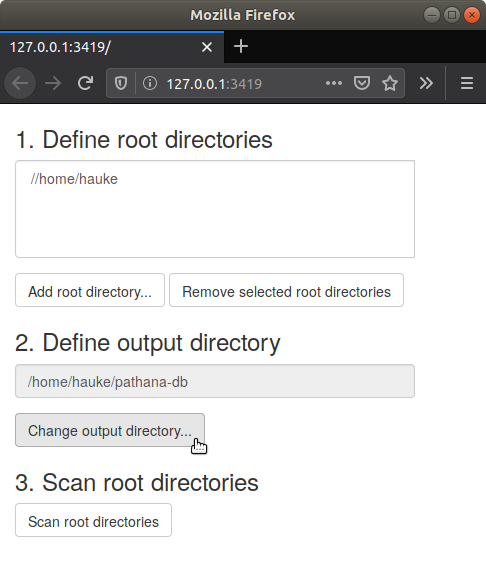 Mozilla Firefox
127.0.0.1:3419/
127.0.0.1:3419
1. Define root directories
//home/hauke
Add root directory... Remove selected root directories
2. Define output directory
/home/hauke/pathana-db
Change output directory...
3. Scan root directories
Scan root directories